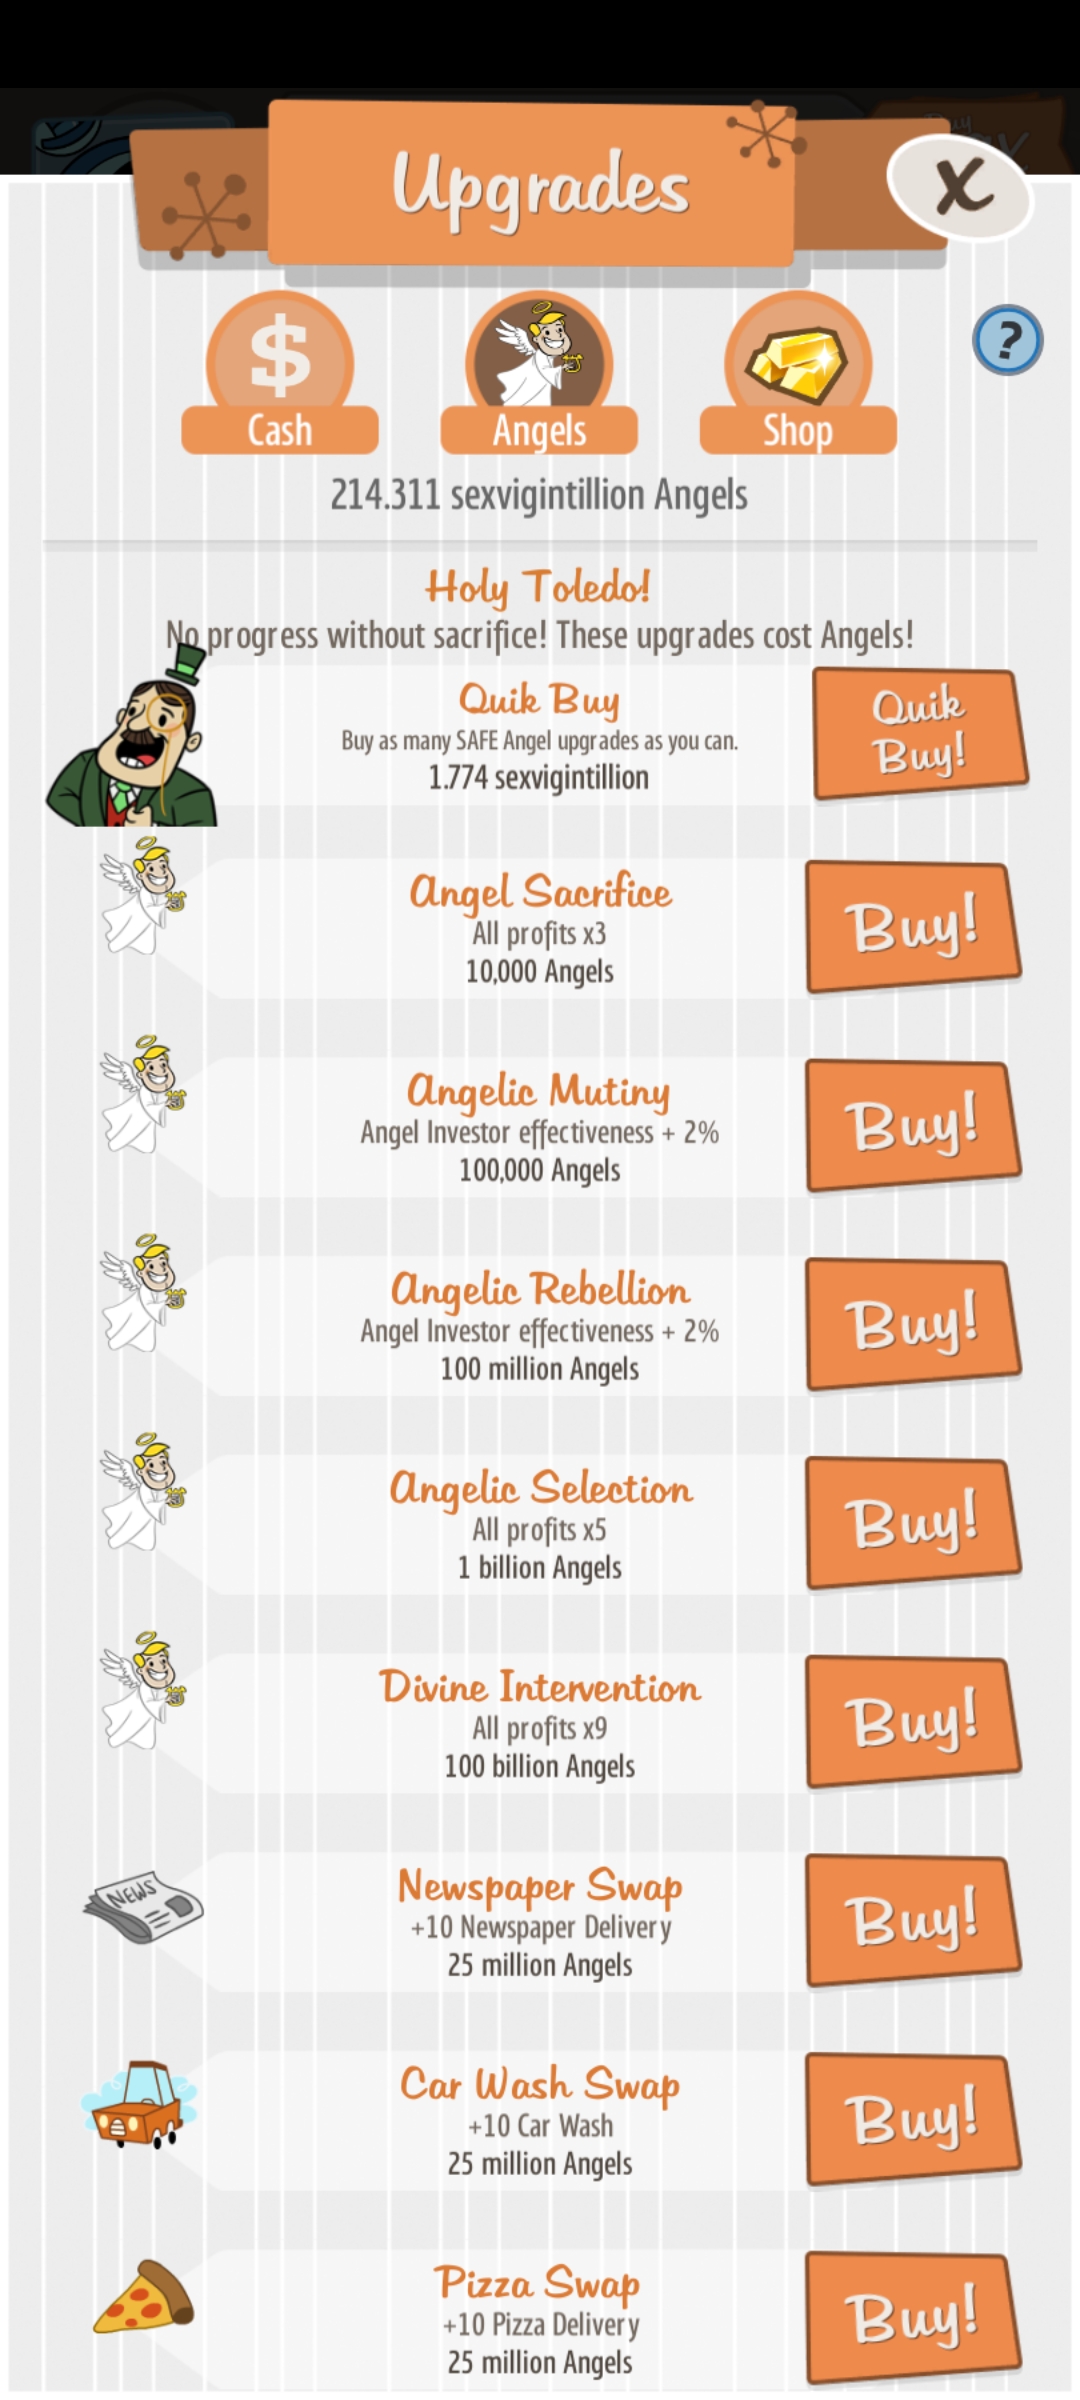 Upgrades
X
$
?
Cash
Angels
Shop
214.311 sexvigintillion Angels
Holy Toledo!
No progress without sacrifice! These upgrades cost Angels!
Quik Buy
Buy as many SAFE Angel upgrades as you can.
1.774 sexvigintillion
Quik
Buy!
Angel Sacrifice
All profits x3
10,000 Angels
Buy!
Angelic Mutiny
Angel Investor effectiveness + 2%
100,000 Angels
Buy!
Angelic Rebellion
Angel Investor effectiveness + 2%
100 million Angels
Buy!
Angelic Selection
All profits x5
1 billion Angels
Buy!
Divine Intervention
All profits x9
100 billion Angels
Buy!
NEWS
Newspaper Swap
+10 Newspaper Delivery
25 million Angels
Buy!
Car Wash Swap
+10 Car Wash
25 million Angels
Buy!
Pizza Swap
+10 Pizza Delivery
25 million Angels
Buy!